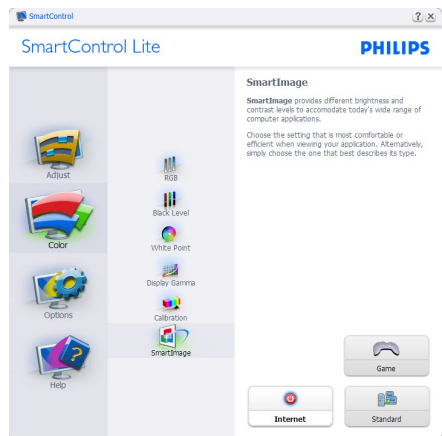 SmartControl
SmartControl Lite
PHILIPS
Adjust
Color
Options
Help
RGB
Black Level
White Point
Display Gamma
Calibration
SmartImage
SmartImage
SmartImage provides different brightness and
contrast levels to accomodate today's wide range of
computer applications.
Choose the setting that is most comfortable or
efficient when viewing your application. Alternatively,
simply choose the one that best describes its type.
Game
Internet
Standard